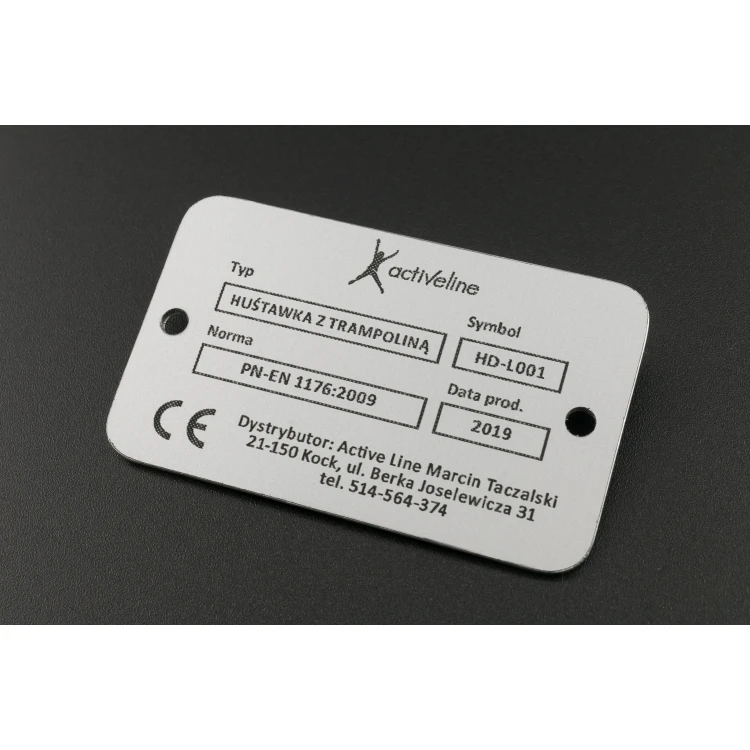 activeline
Typ
HUŚTAWKA Z TRAMPOLINĄ
Symbol
HD-L001
Norma
PN-EN 1176:2009
Data prod.
2019
CE
Dystrybutor: Active Line Marcin Taczalski
21-150 Kock, ul. Berka Joselewicza 31
tel. 514-564-374